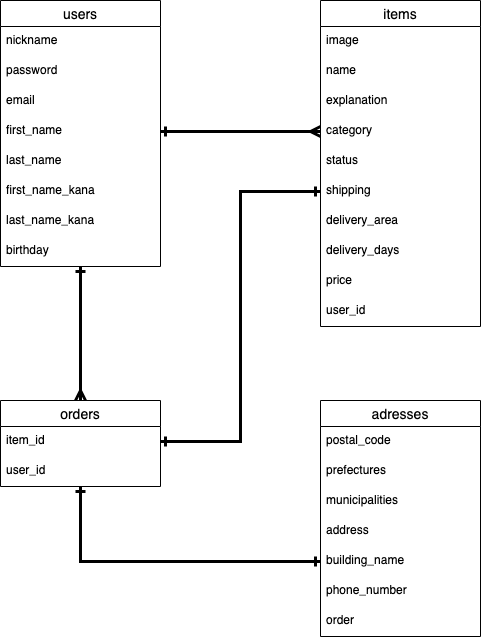 users
nickname
password
email
first_name
last_name
first_name_kana
last_name_kana
birthday
items
image
name
explanation
category
status
shipping
delivery_area
delivery_days
price
user_id
orders
item_id
user_id
adresses
postal_code
prefectures
municipalities
address
building_name
phone_number
order